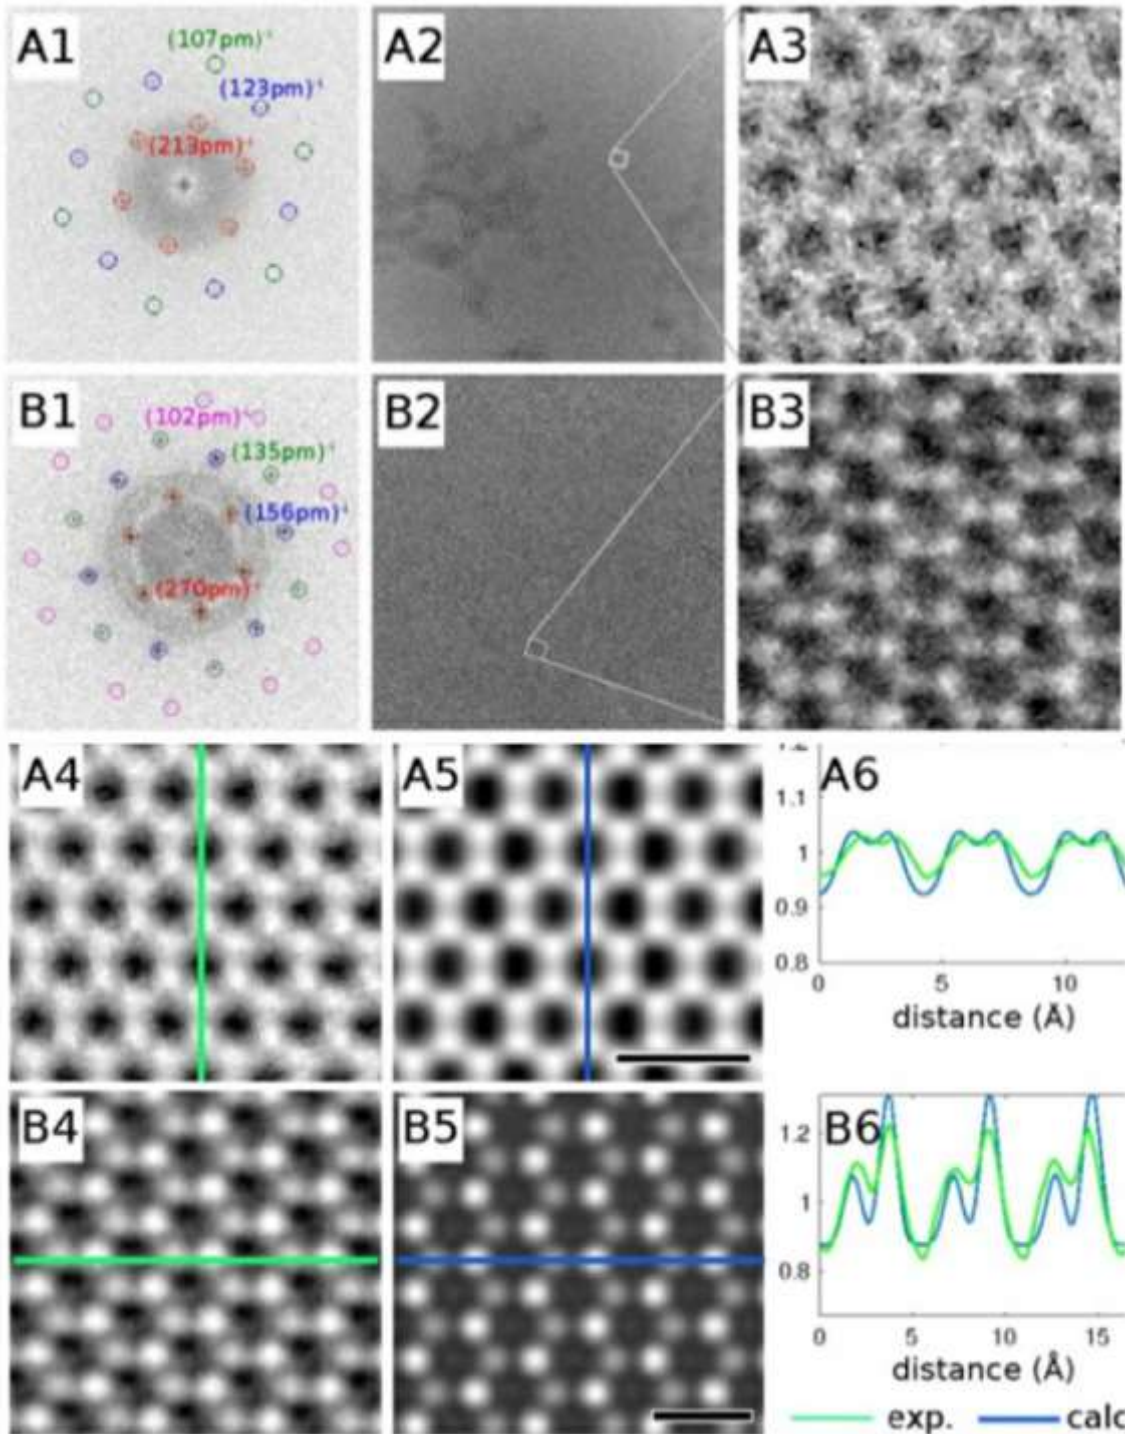 A1
(107pm)⁻¹
(123pm)⁻¹
(213pm)⁻¹
A2
A3
B1
(102pm)⁻¹
(135pm)⁻¹
(156pm)⁻¹
(270pm)⁻¹
B2
B3
A4
A5
A6
1.1
1
0.9
0.8
0 5 10
distance (Å)
B4
B5
B6
1.2
1
0.8
0 5 10 15
distance (Å)
exp. calc